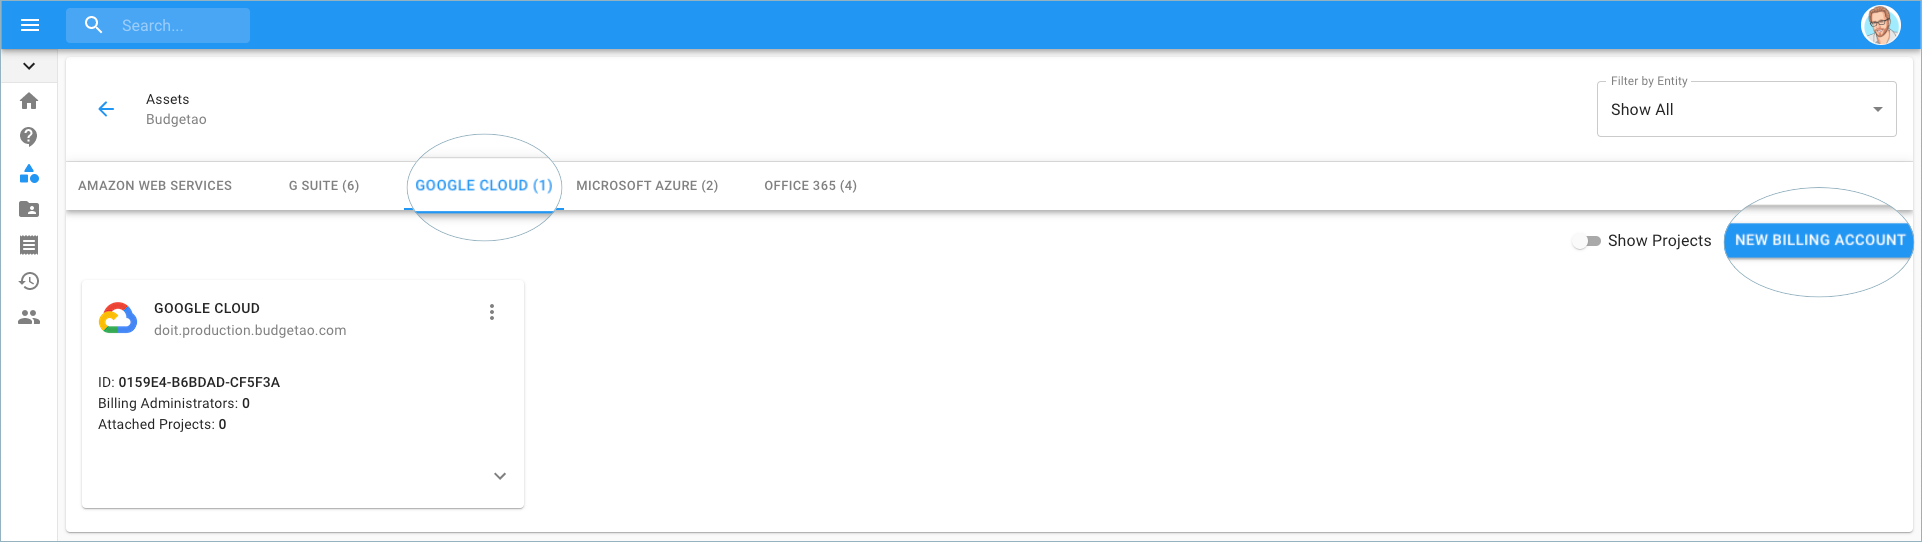 Search...
Assets
Budgetao
Filter by Entity
Show All
AMAZON WEB SERVICES
G SUITE (6)
GOOGLE CLOUD (1)
MICROSOFT AZURE (2)
OFFICE 365 (4)
Show Projects
NEW BILLING ACCOUNT
GOOGLE CLOUD
doit.production.budgetao.com
ID: 0159E4-B6BDAD-CF5F3A
Billing Administrators: 0
Attached Projects: 0